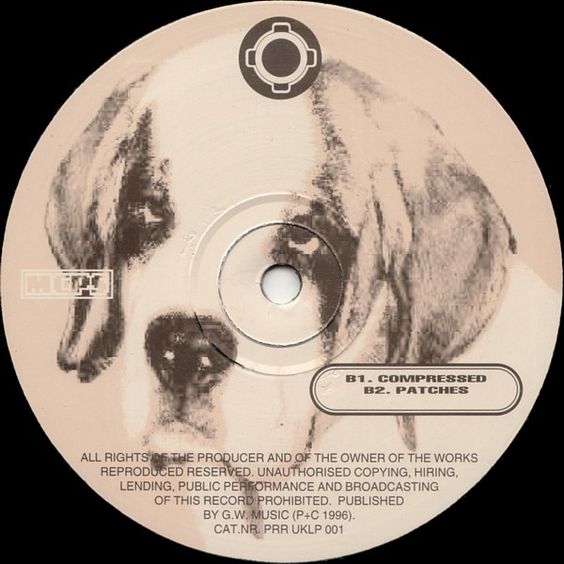 MCPS
B1. COMPRESSED
B2. PATCHES
ALL RIGHTS OF THE PRODUCER AND OF THE OWNER OF THE WORKS
REPRODUCED RESERVED. UNAUTHORISED COPYING, HIRING,
LENDING, PUBLIC PERFORMANCE AND BROADCASTING
OF THIS RECORD PROHIBITED. PUBLISHED
BY G.W. MUSIC (P+C 1996).
CAT.NR. PRR UKLP 001